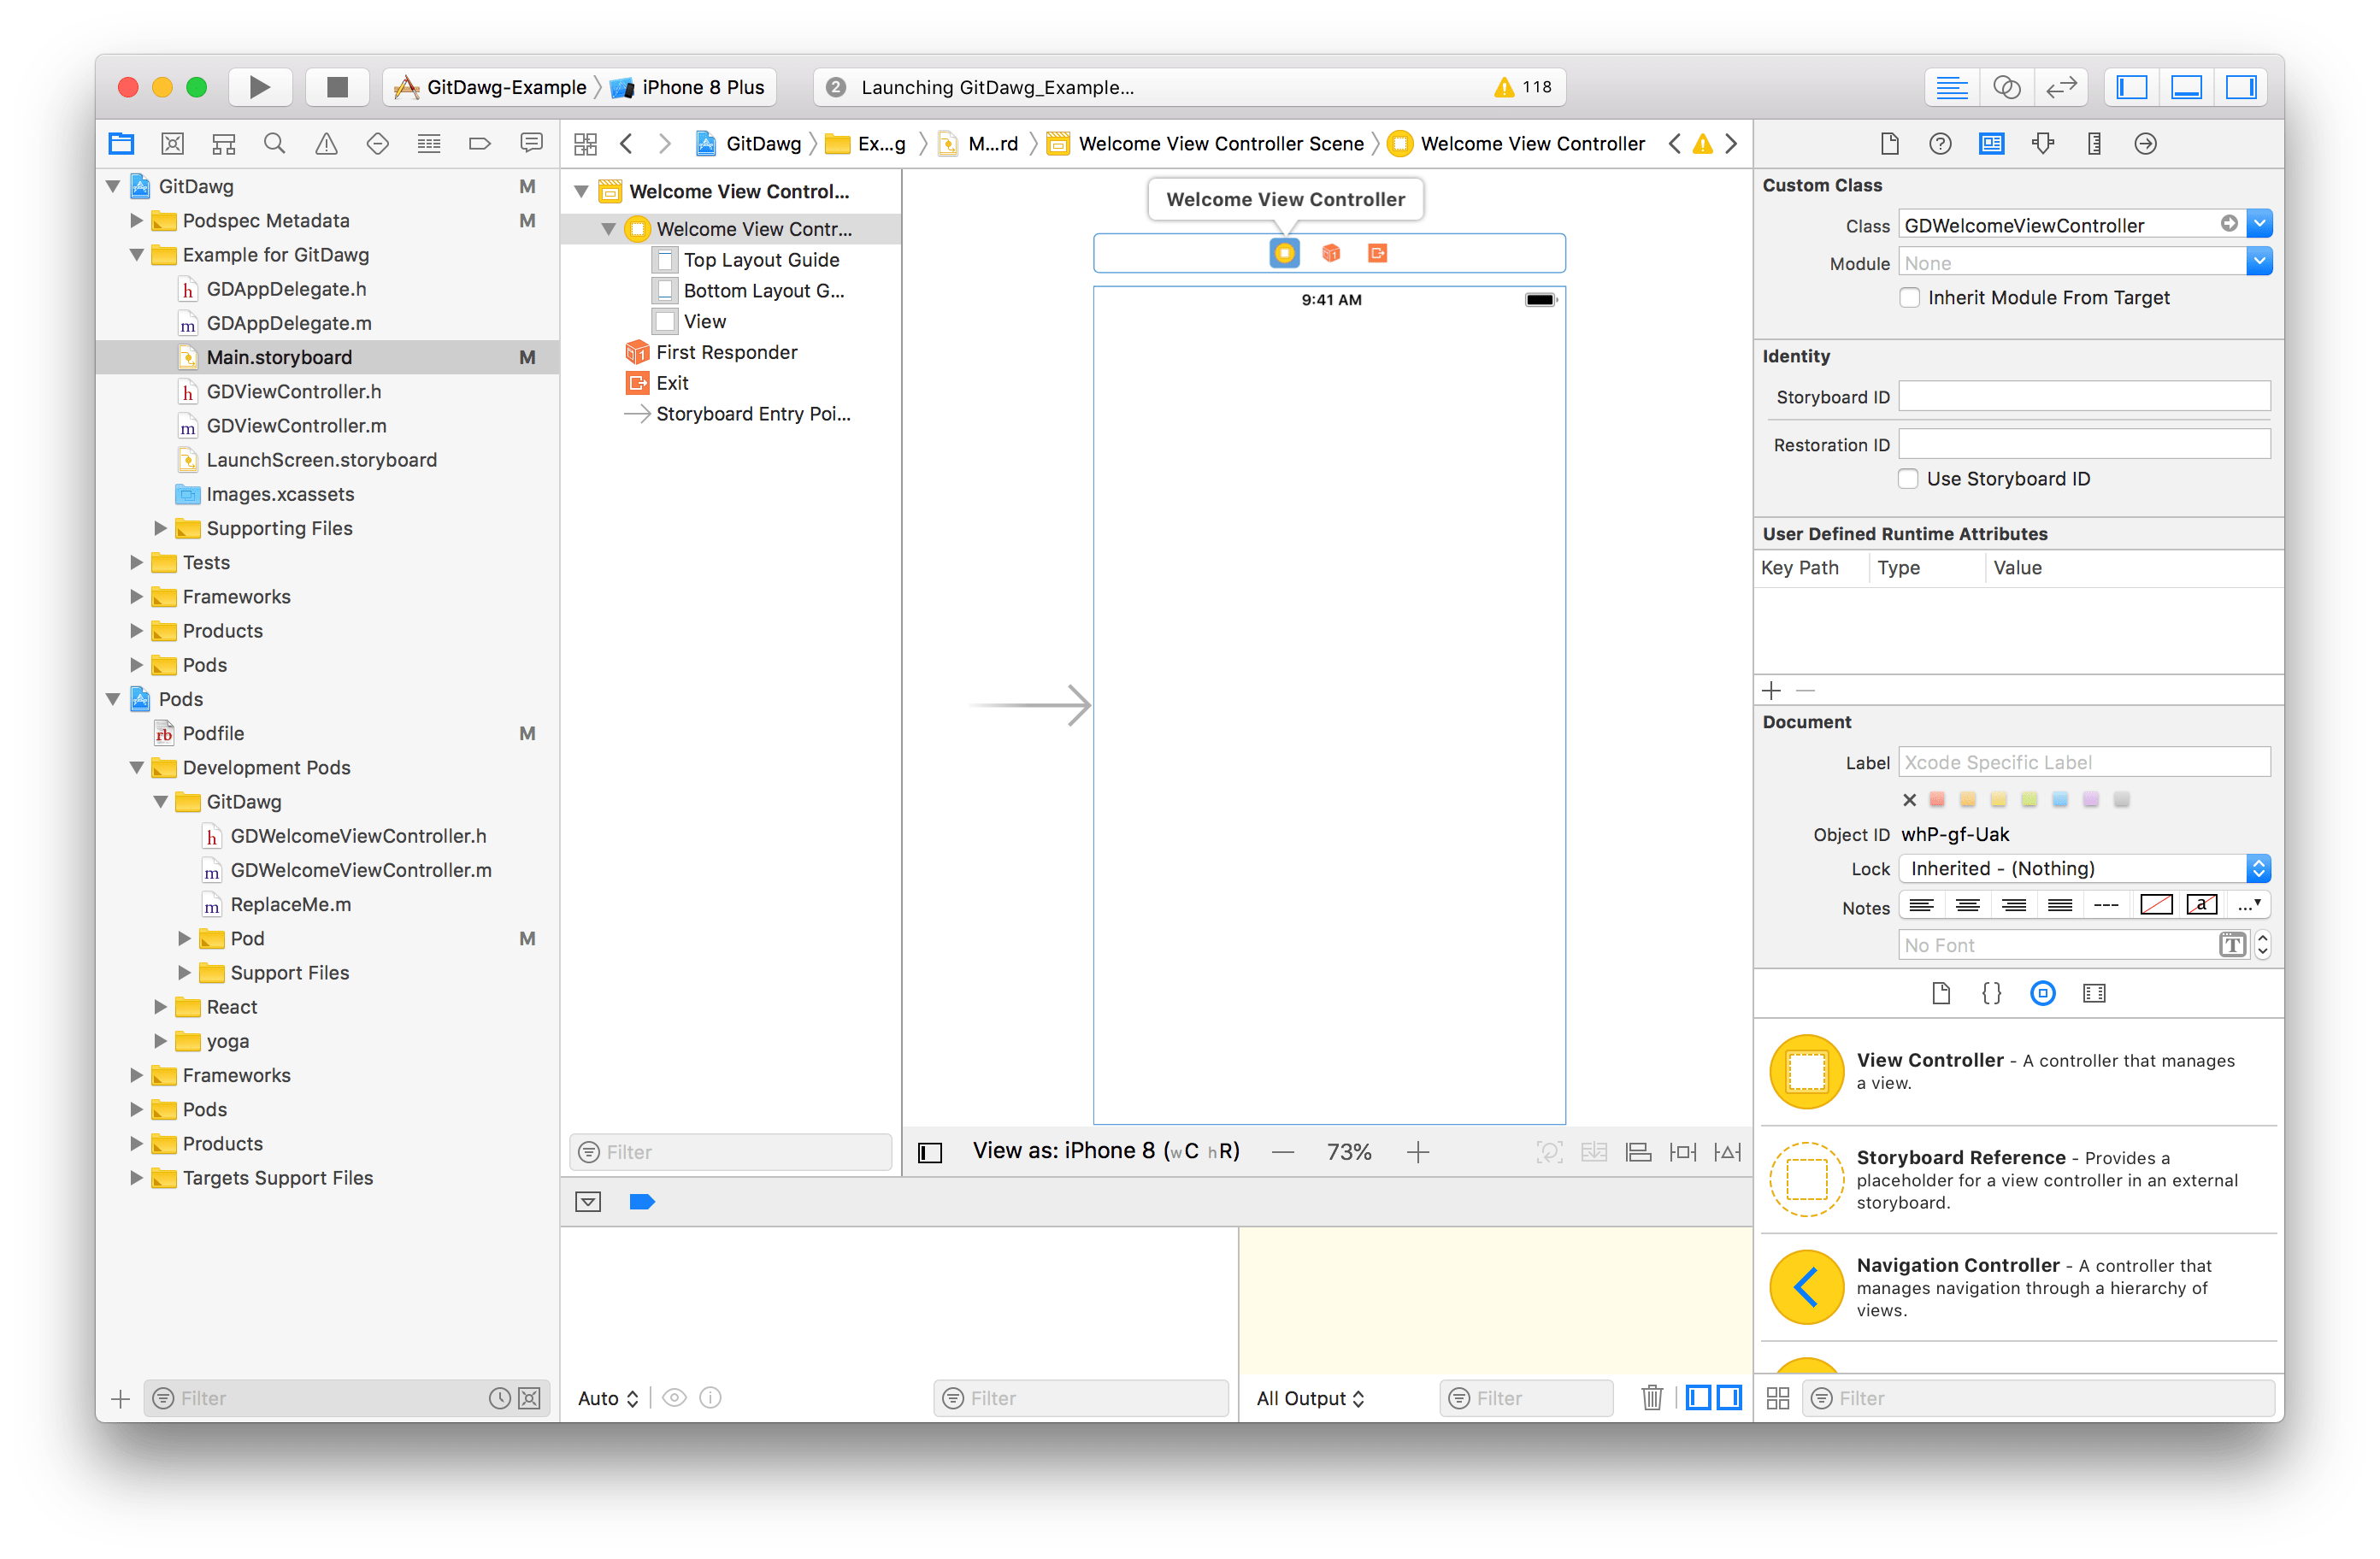 GitDawg-Example
iPhone 8 Plus
2
Launching GitDawg_Example...
118
GitDawg
Ex...g
M...rd
Welcome View Controller Scene
Welcome View Controller
GitDawg
M
Podspec Metadata
M
Example for GitDawg
h
GDAppDelegate.h
m
GDAppDelegate.m
Main.storyboard
M
h
GDViewController.h
m
GDViewController.m
LaunchScreen.storyboard
Images.xcassets
Supporting Files
Tests
Frameworks
Products
Pods
Pods
rb
Podfile
M
Development Pods
GitDawg
h
GDWelcomeViewController.h
m
GDWelcomeViewController.m
m
ReplaceMe.m
Pod
M
Support Files
React
yoga
Frameworks
Pods
Products
Targets Support Files
Filter
Welcome View Control...
Welcome View Contr...
Top Layout Guide
Bottom Layout G...
View
1
First Responder
Exit
Storyboard Entry Poi...
Filter
Welcome View Controller
1
9:41 AM
View as: iPhone 8 (wC hR)
73%
Auto
Filter
All Output
Filter
Custom Class
Class
GDWelcomeViewController
Module
None
Inherit Module From Target
Identity
Storyboard ID
Restoration ID
Use Storyboard ID
User Defined Runtime Attributes
Key Path
Type
Value
Document
Label
Xcode Specific Label
Object ID
whP-gf-Uak
Lock
Inherited - (Nothing)
Notes
---
a
...
No Font
T
{}
View Controller - A controller that manages
a view.
Storyboard Reference - Provides a
placeholder for a view controller in an external
storyboard.
Navigation Controller - A controller that
manages navigation through a hierarchy of
views.
Filter